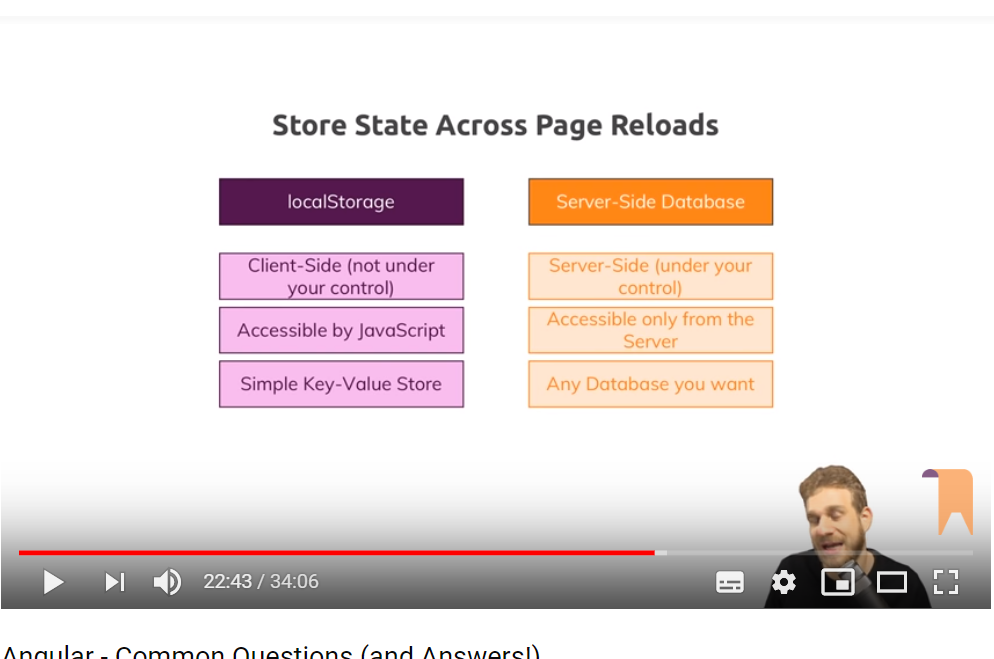 Store State Across Page Reloads
localStorage
Server-Side Database
Client-Side (not under
your control)
Server-Side (under your
control)
Accessible by JavaScript
Accessible only from the
Server
Simple Key-Value Store
Any Database you want
22:43 / 34:06
Angular - Common Questions (and Answers!)